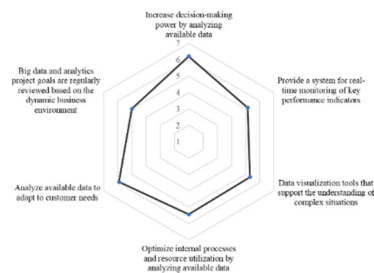 Increase decision-making
power by analyzing
available data
7
6
5
4
3
2
1
Provide a system for real-
time monitoring of key
performance indicators
Data visualization tools that
support the understanding of
complex situations
Optimize internal processes
and resource utilization by
analyzing available data
Analyze available data to
adapt to customer needs
Big data and analytics
project goals are regularly
reviewed based on the
dynamic business
environment